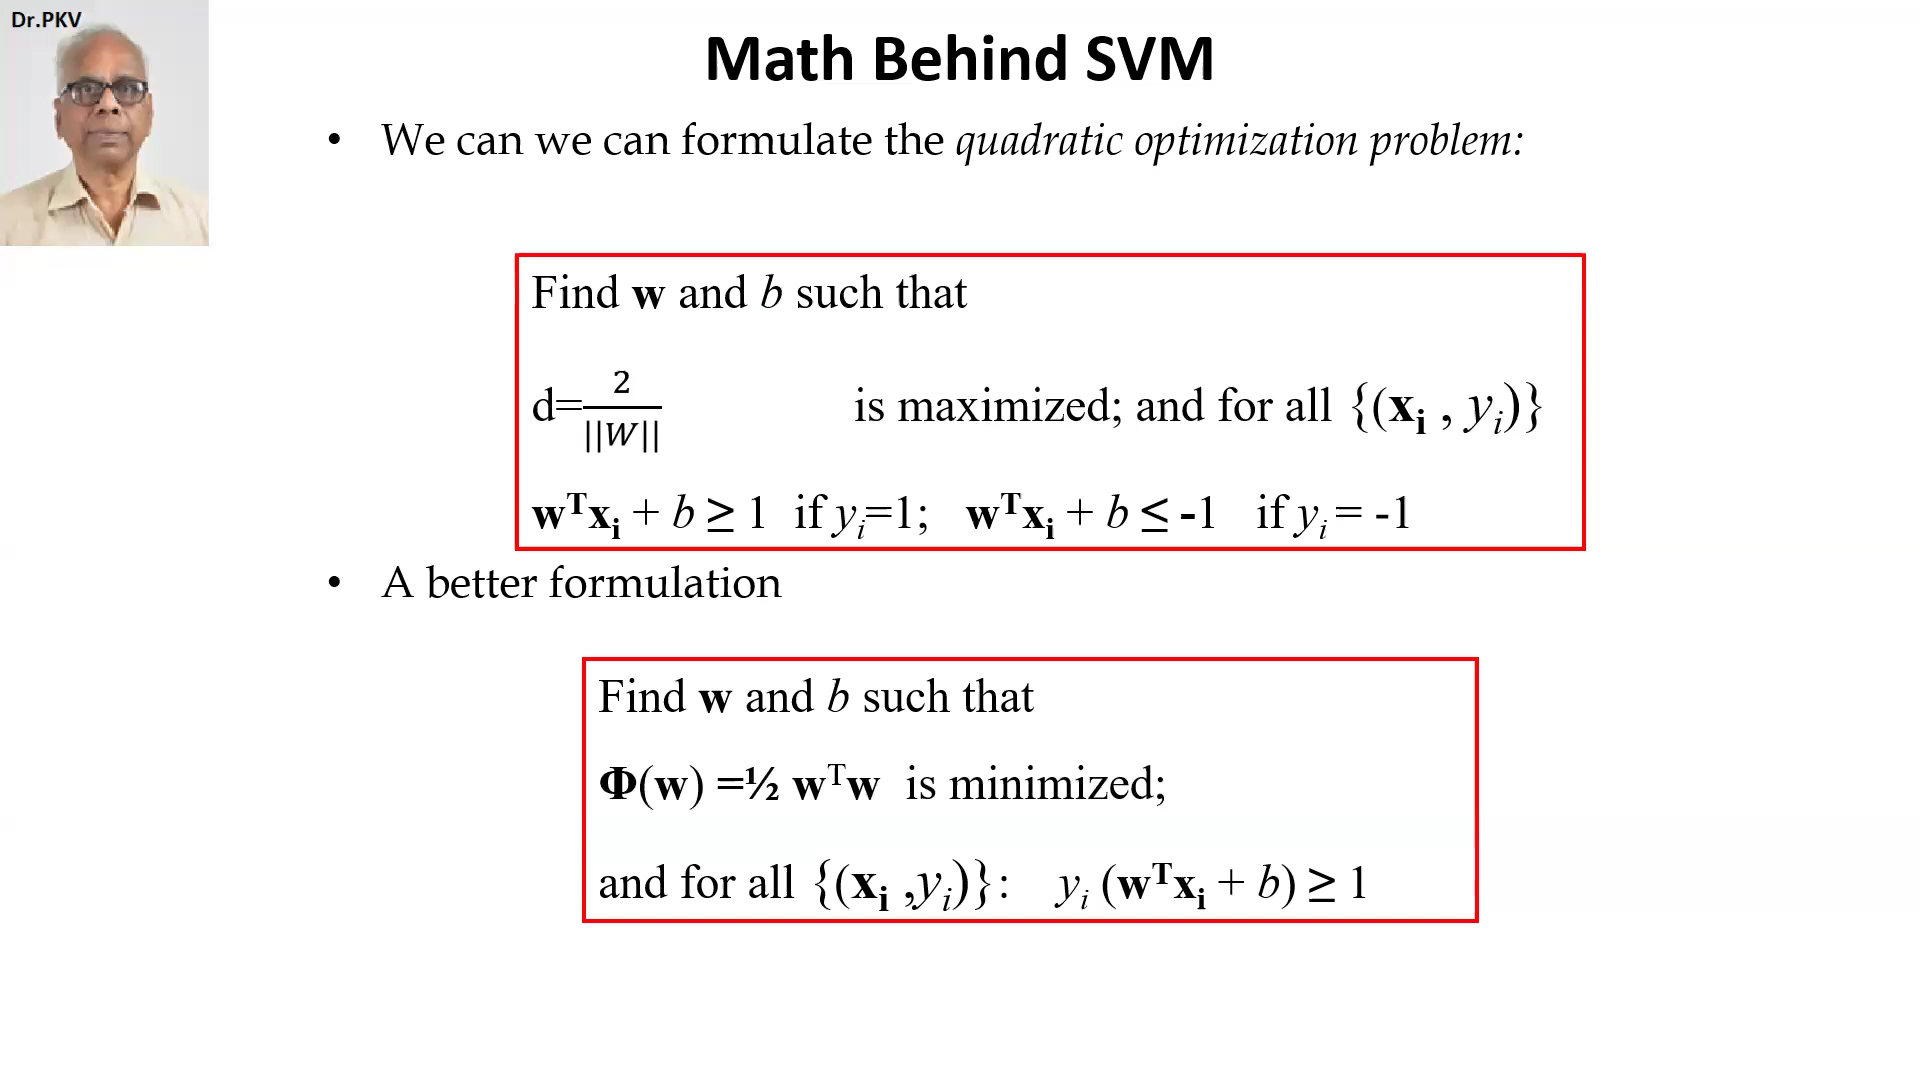 Dr.PKV
Math Behind SVM
• We can we can formulate the quadratic optimization problem:
Find w and b such that
d=2/||W|| is maximized; and for all {(xᵢ , yᵢ)}
wᵀxᵢ + b ≥ 1 if yᵢ=1; wᵀxᵢ + b ≤ -1 if yᵢ = -1
• A better formulation
Find w and b such that
Φ(w) =½ wᵀw is minimized;
and for all {(xᵢ ,yᵢ)}: yᵢ (wᵀxᵢ + b) ≥ 1